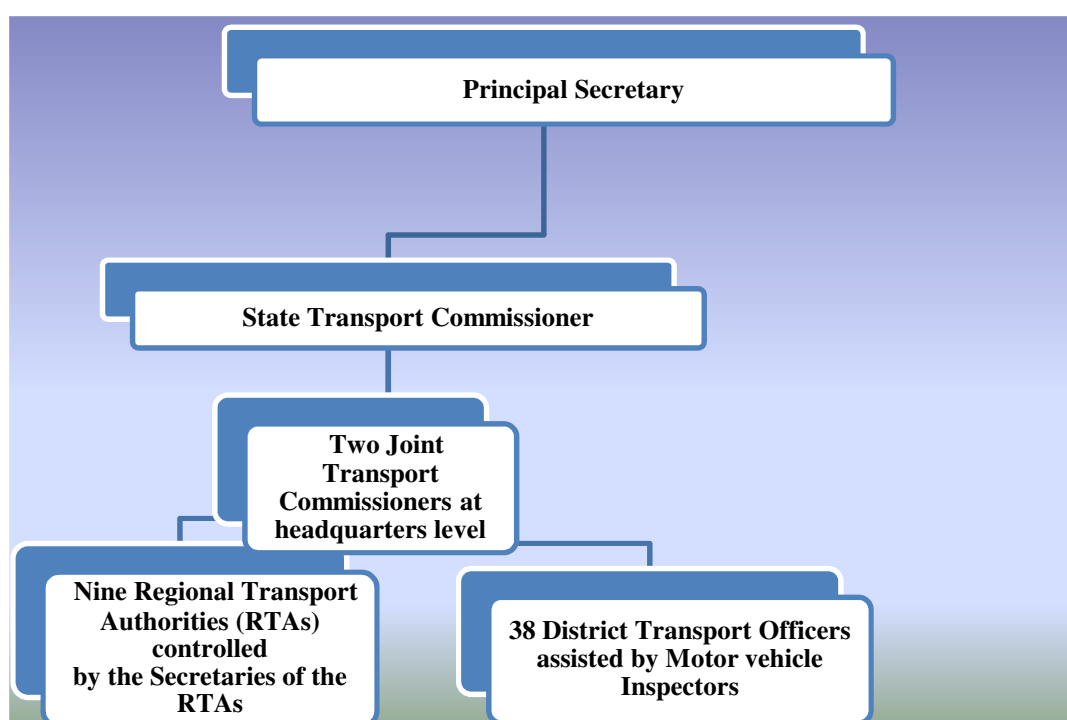 Principal Secretary
State Transport Commissioner
Two Joint
Transport
Commissioners at
headquarters level
Nine Regional Transport
Authorities (RTAs)
controlled
by the Secretaries of the
RTAs
38 District Transport Officers
assisted by Motor vehicle
Inspectors